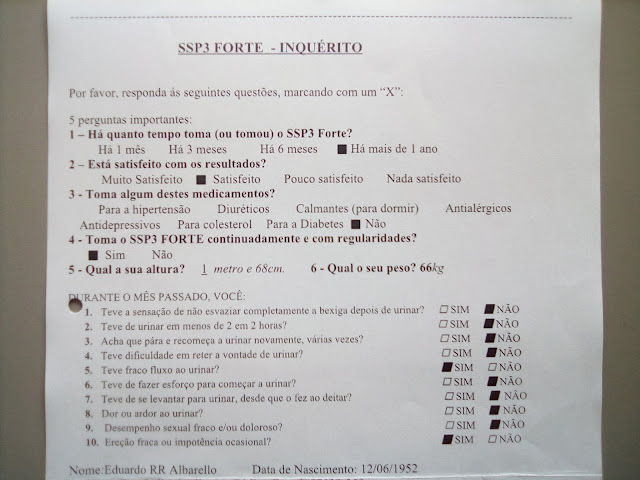 SSP3 FORTE - INQUÉRITO
Por favor, responda ás seguintes questões, marcando com um "X":
5 perguntas importantes:
1 – Há quanto tempo toma (ou tomou) o SSP3 Forte?
Há 1 mês Há 3 meses Há 6 meses ■ Há mais de 1 ano
2 – Está satisfeito com os resultados?
Muito Satisfeito ■ Satisfeito Pouco satisfeito Nada satisfeito
3 - Toma algum destes medicamentos?
Para a hipertensão Diuréticos Calmantes (para dormir) Antialérgicos
Antidepressivos Para colesterol Para a Diabetes ■ Não
4 – Toma o SSP3 FORTE continuadamente e com regularidades?
■ Sim Não
5 - Qual a sua altura? 1 metro e 68cm. 6 - Qual o seu peso? 66kg
DURANTE O MÊS PASSADO, VOCÊ:
1. Teve a sensação de não esvaziar completamente a bexiga depois de urinar? □ SIM ■ NÃO
2. Teve de urinar em menos de 2 em 2 horas? □ SIM ■ NÃO
3. Acha que pára e recomeça a urinar novamente, várias vezes? □ SIM ■ NÃO
4. Teve dificuldade em reter a vontade de urinar? □ SIM ■ NÃO
5. Teve fraco fluxo ao urinar? ■ SIM □ NÃO
6. Teve de fazer esforço para começar a urinar? □ SIM ■ NÃO
7. Teve de se levantar para urinar, desde que o fez ao deitar? □ SIM ■ NÃO
8. Dor ou ardor ao urinar? □ SIM ■ NÃO
9. Desempenho sexual fraco e/ou doloroso? □ SIM ■ NÃO
10. Ereção fraca ou impotência ocasional? ■ SIM □ NÃO
Nome:Eduardo RR Albarello Data de Nascimento: 12/06/1952